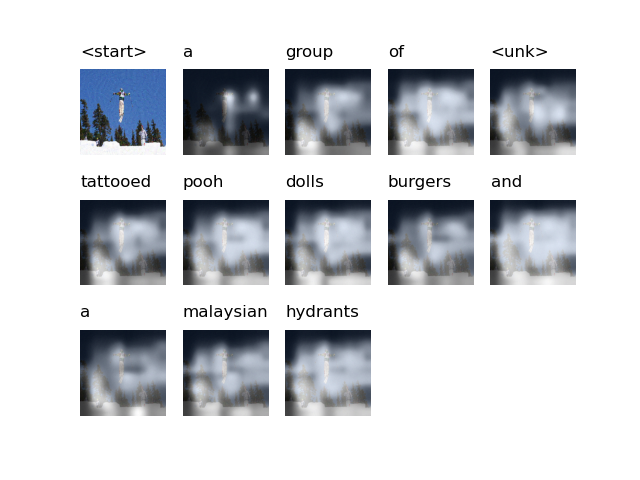 <start> a group of <unk>
tattooed pooh dolls burgers and
a malaysian hydrants